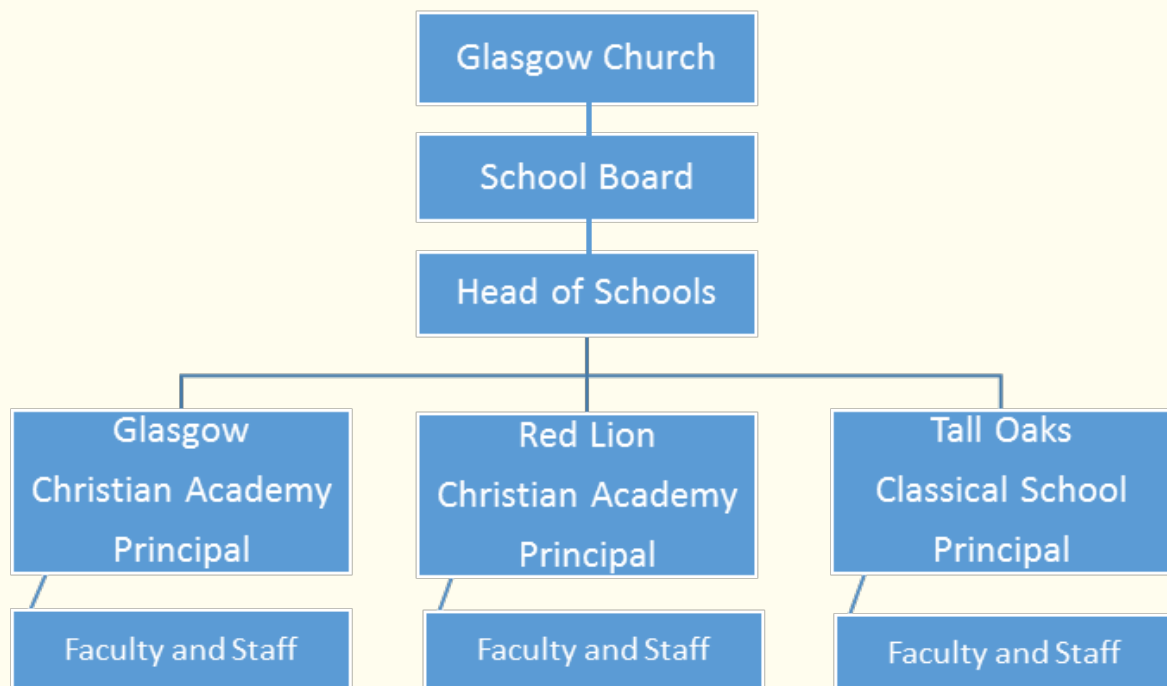 Glasgow Church
School Board
Head of Schools
Glasgow
Christian Academy
Principal
Red Lion
Christian Academy
Principal
Tall Oaks
Classical School
Principal
Faculty and Staff
Faculty and Staff
Faculty and Staff